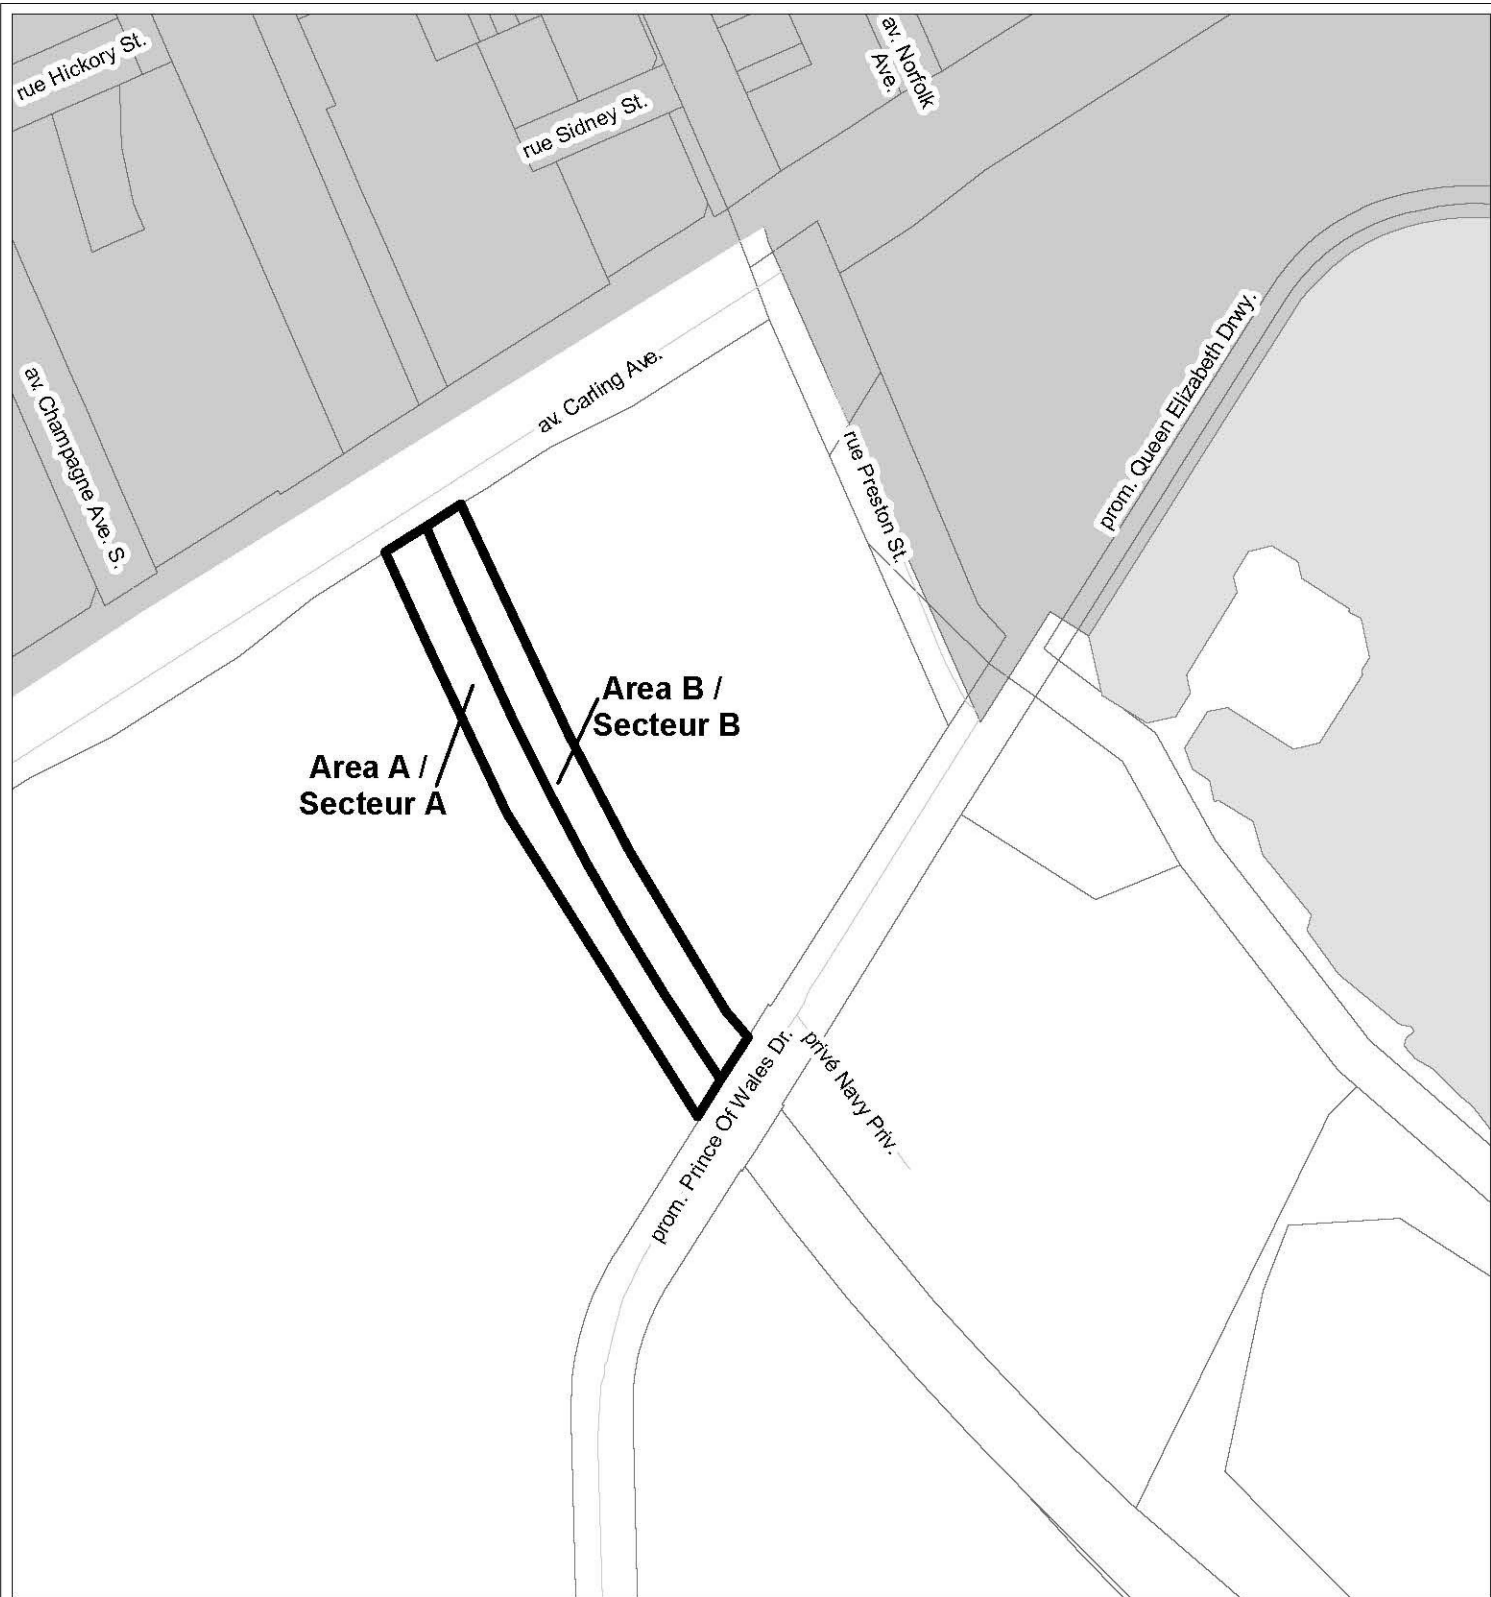 rue Hickory St.
av. Norfolk
Ave.
rue Sidney St.
prom. Queen Elizabeth Drwy.
av. Carling Ave.
av. Champagne Ave. S.
rue Preston St.
Area B /
Secteur B
Area A /
Secteur A
prom. Prince Of Wales Dr.
privé Navy Priv.